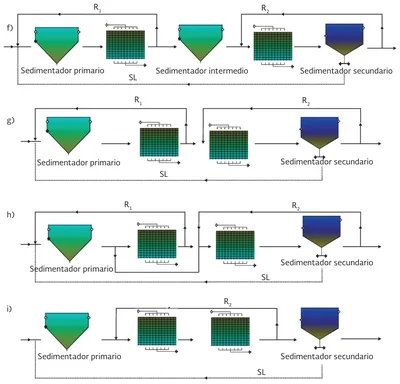 R1 R2
f)
Sedimentador primario Sedimentador intermedio Sedimentador secundario
SL
R1 R2
g)
Sedimentador primario Sedimentador secundario
SL
R1 R2
h)
Sedimentador primario Sedimentador secundario
SL
R2
i)
Sedimentador primario Sedimentador secundario
SL